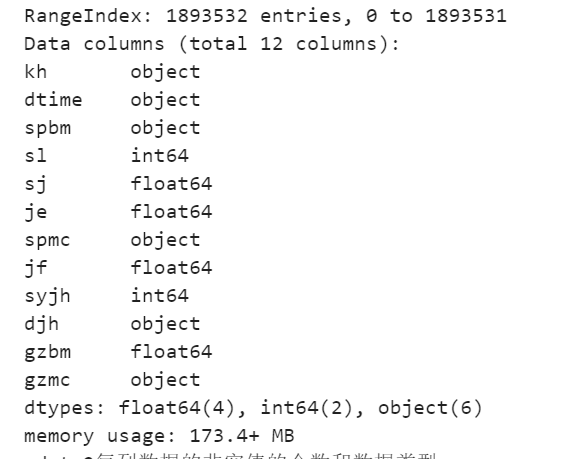 RangeIndex: 1893532 entries, 0 to 1893531
Data columns (total 12 columns):
kh object
dtime object
spbm object
sl int64
sj float64
je float64
spmc object
jf float64
syjh int64
djh object
gzbm float64
gzmc object
dtypes: float64(4), int64(2), object(6)
memory usage: 173.4+ MB